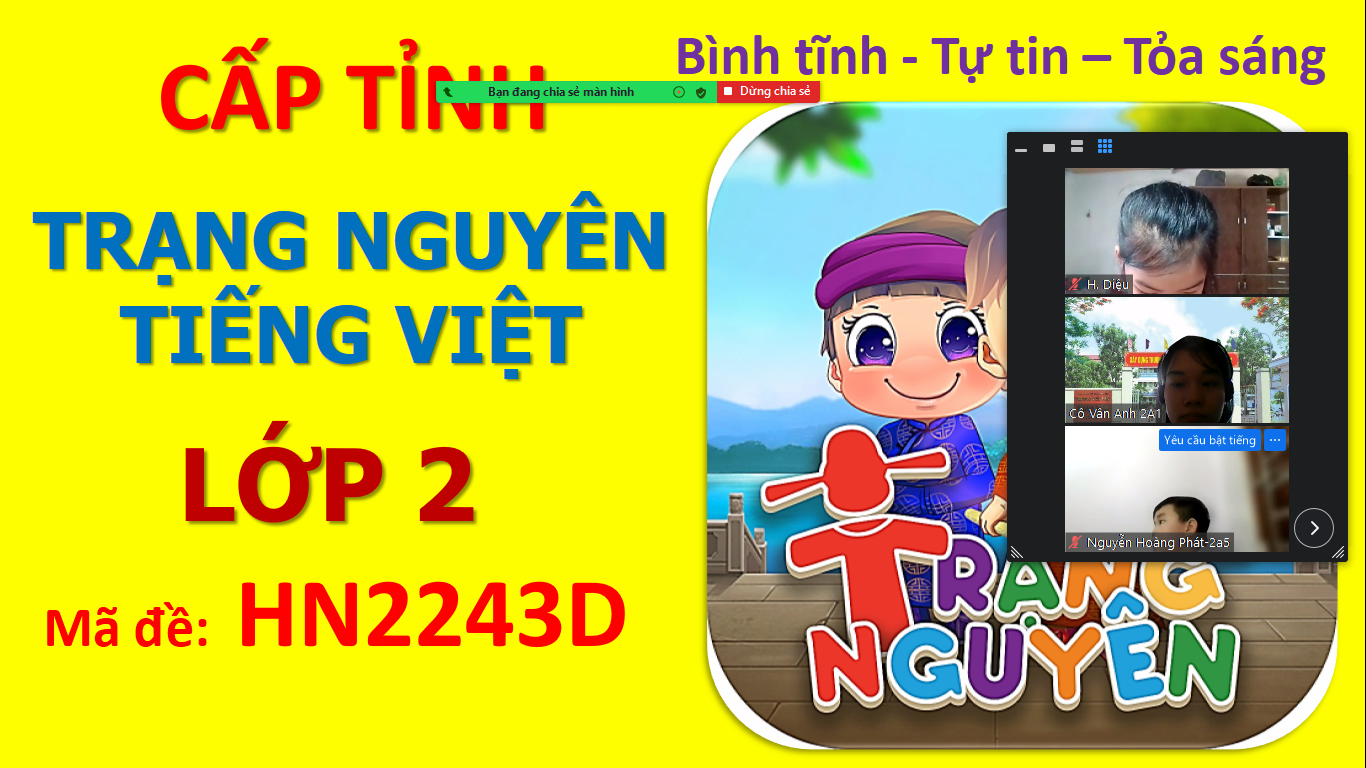 Bình tĩnh - Tự tin – Tỏa sáng
CẤP TỈNH
Bạn đang chia sẻ màn hình
Dừng chia sẻ
TRẠNG NGUYÊN
TIẾNG VIỆT
LỚP 2
Mã đề: HN2243D
H. Diệu
Cô Vân Anh 2A1
Yêu cầu bật tiếng
Nguyễn Hoàng Phát-2a5
TRẠNG
NGUYÊN